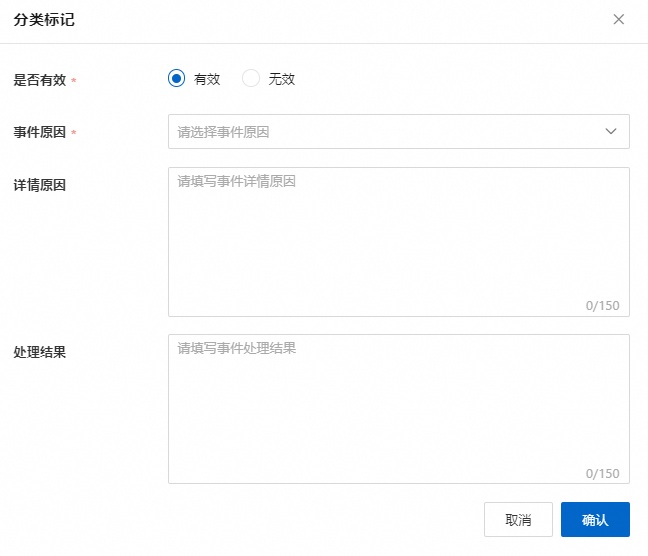 分类标记
是否有效 *
有效
无效
事件原因 *
请选择事件原因
详情原因
请填写事件详情原因
0/150
处理结果
请填写事件处理结果
0/150
取消
确认